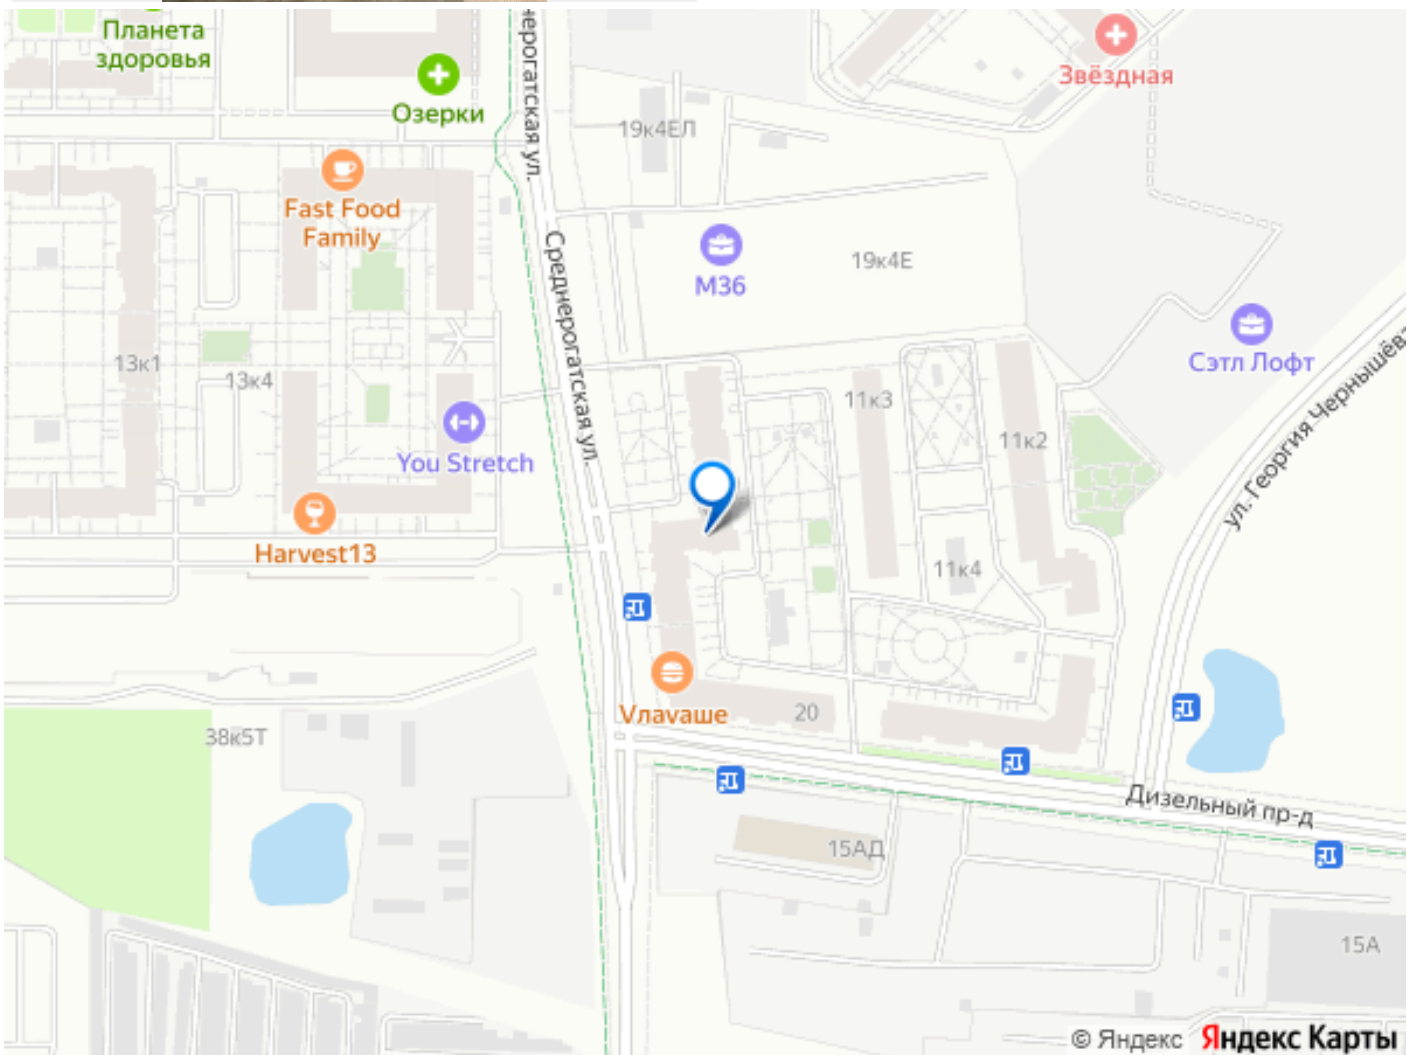 Планета
здоровья
Озерки
Звёздная
нерогатская ул.
19к4ЕЛ
Fast Food
Family
Среднерогатская ул.
М36
19к4Е
Сэтл Лофт
13к1
13к4
11к3
11к2
You Stretch
ул. Георгия Чернышёва
Harvest13
11к4
Vлаvаше
20
38к5Т
Дизельный пр-д
15АД
15А
© Яндекс Яндекс Карты